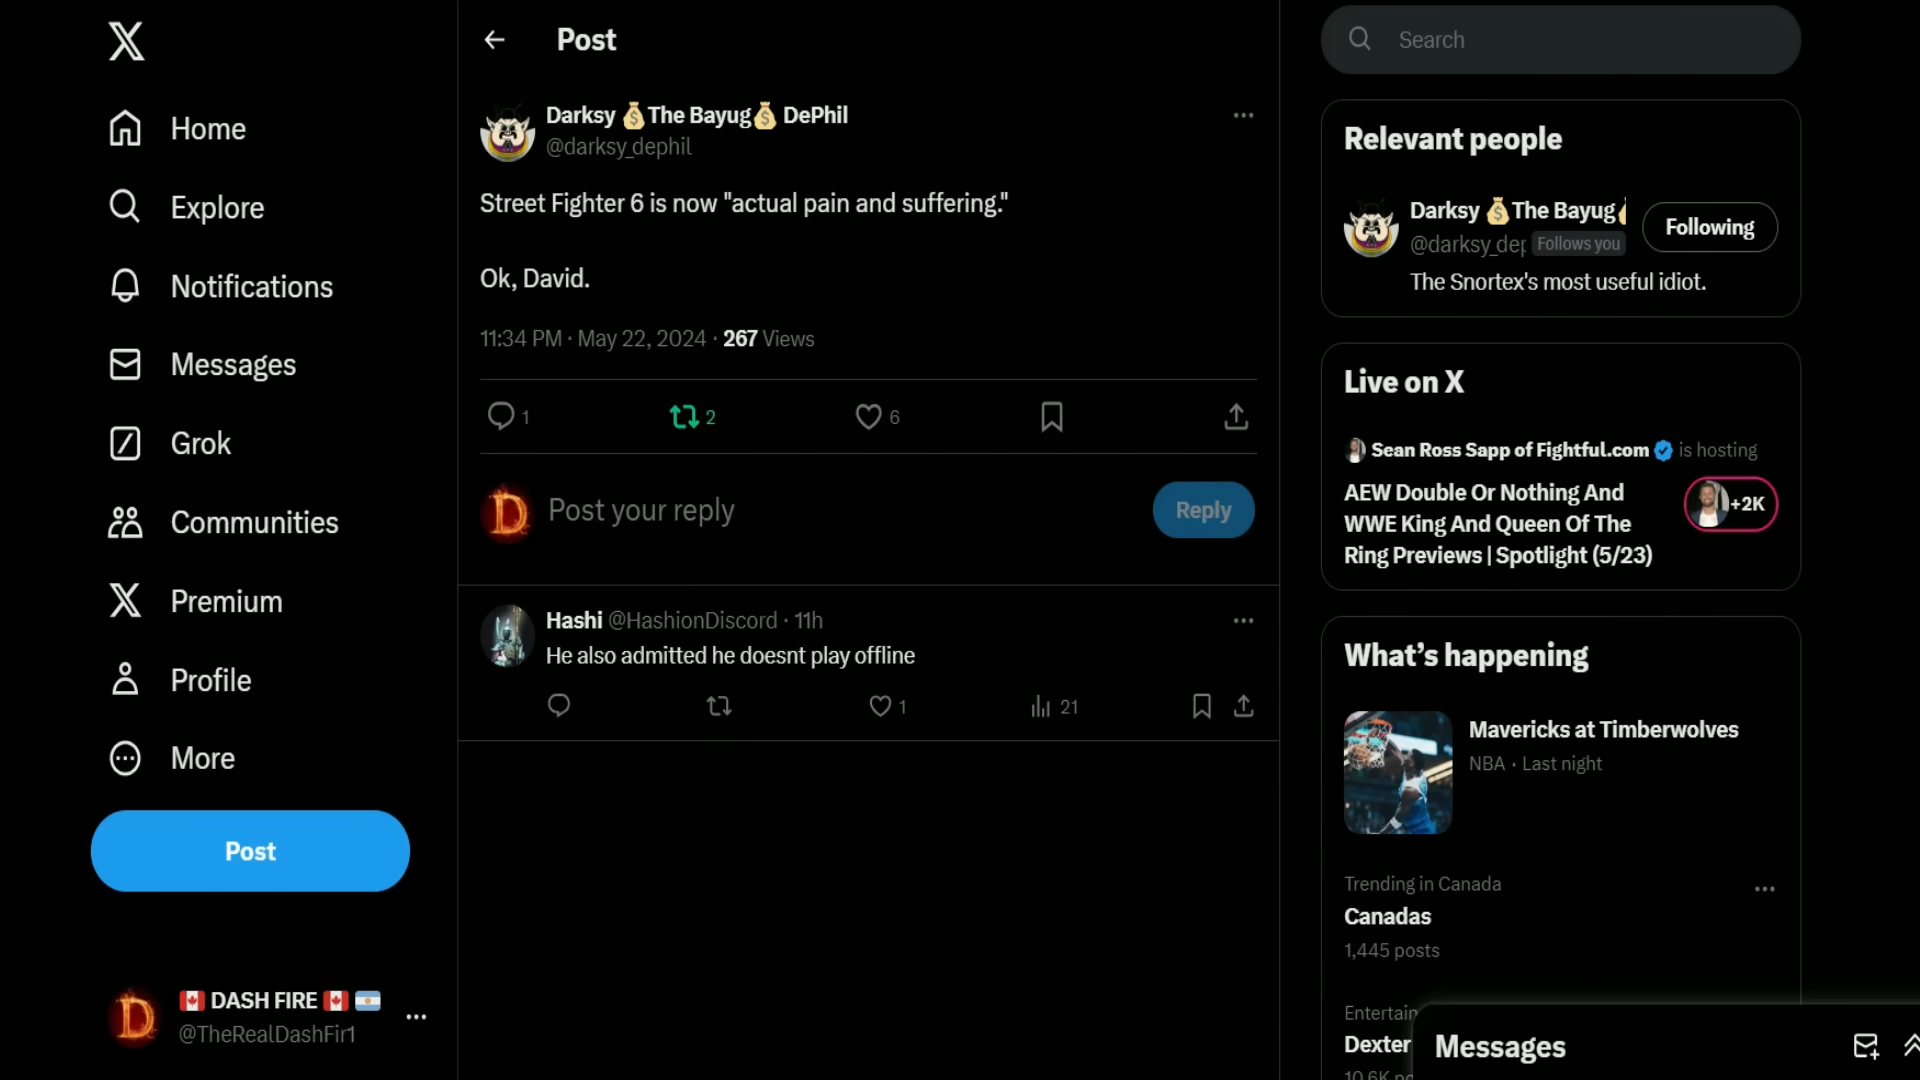 Home
Explore
Notifications
Messages
Grok
Communities
Premium
Profile
More
Post
🇨🇦 DASH FIRE 🇨🇦 🇦🇷
@TheRealDashFir1
Post
Darksy 💰The Bayug💰 DePhil
@darksy_dephil
Street Fighter 6 is now "actual pain and suffering."
Ok, David.
11:34 PM · May 22, 2024 · 267 Views
1
2
6
Post your reply
Reply
Hashi @HashionDiscord · 11h
He also admitted he doesnt play offline
1
21
Search
Relevant people
Darksy 💰The Bayug
@darksy_dep Follows you
Following
The Snortex's most useful idiot.
Live on X
Sean Ross Sapp of Fightful.com is hosting
AEW Double Or Nothing And
WWE King And Queen Of The
Ring Previews | Spotlight (5/23)
+2K
What's happening
Mavericks at Timberwolves
NBA · Last night
Trending in Canada
Canadas
1,445 posts
Entertain
Dexter
Messages